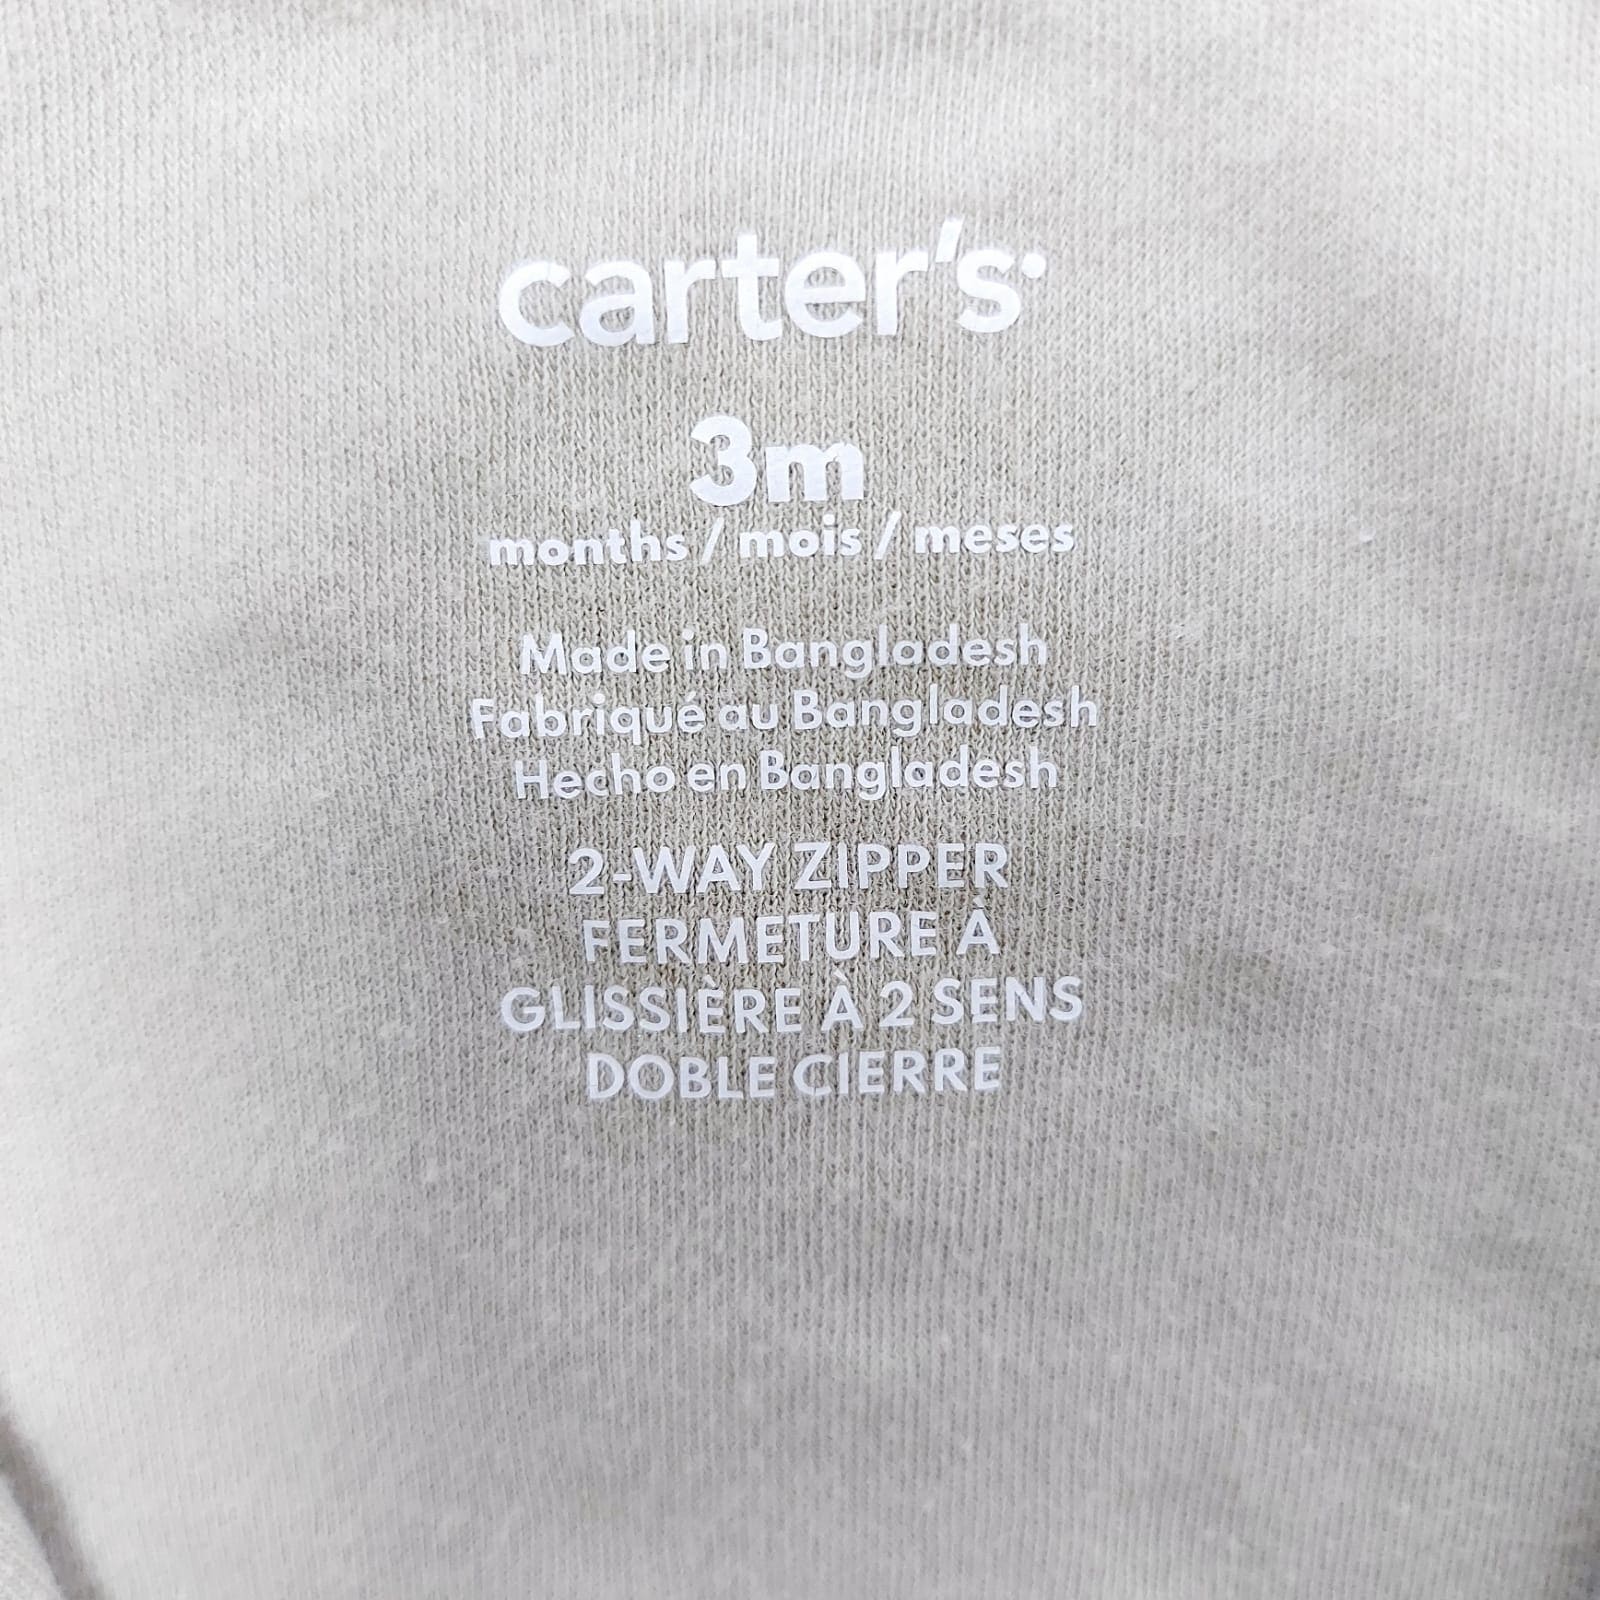 carter's
3m
months / mois / meses
Made in Bangladesh
Fabriqué au Bangladesh
Hecho en Bangladesh
2-WAY ZIPPER
FERMETURE À
GLISSIÈRE À 2 SENS
DOBLE CIERRE